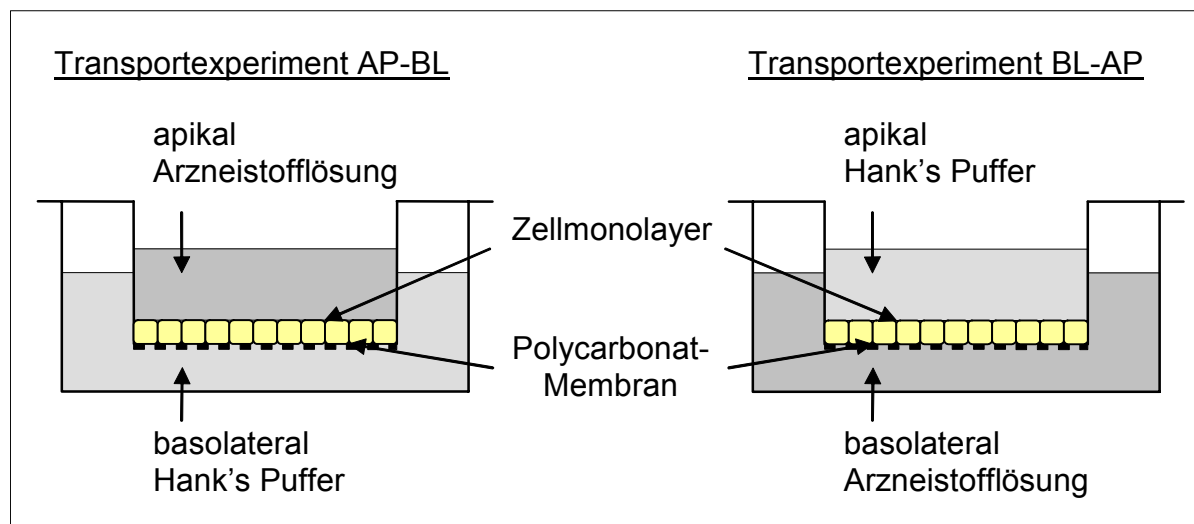 Transportexperiment AP-BL
Transportexperiment BL-AP
apikal
Arzneistofflösung
apikal
Hank's Puffer
Zellmonolayer
Polycarbonat-
Membran
basolateral
Hank's Puffer
basolateral
Arzneistofflösung